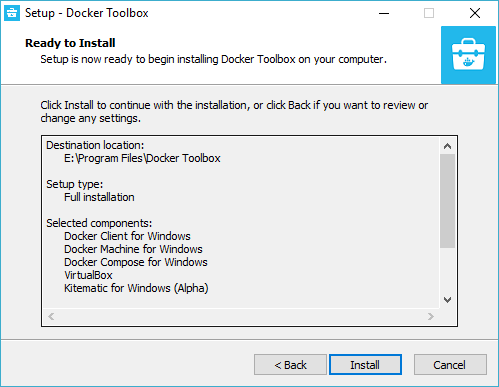 Setup - Docker Toolbox
Ready to Install
Setup is now ready to begin installing Docker Toolbox on your computer.
Click Install to continue with the installation, or click Back if you want to review or
change any settings.
Destination location:
E:\Program Files\Docker Toolbox
Setup type:
Full installation
Selected components:
Docker Client for Windows
Docker Machine for Windows
Docker Compose for Windows
VirtualBox
Kitematic for Windows (Alpha)
< Back
Install
Cancel